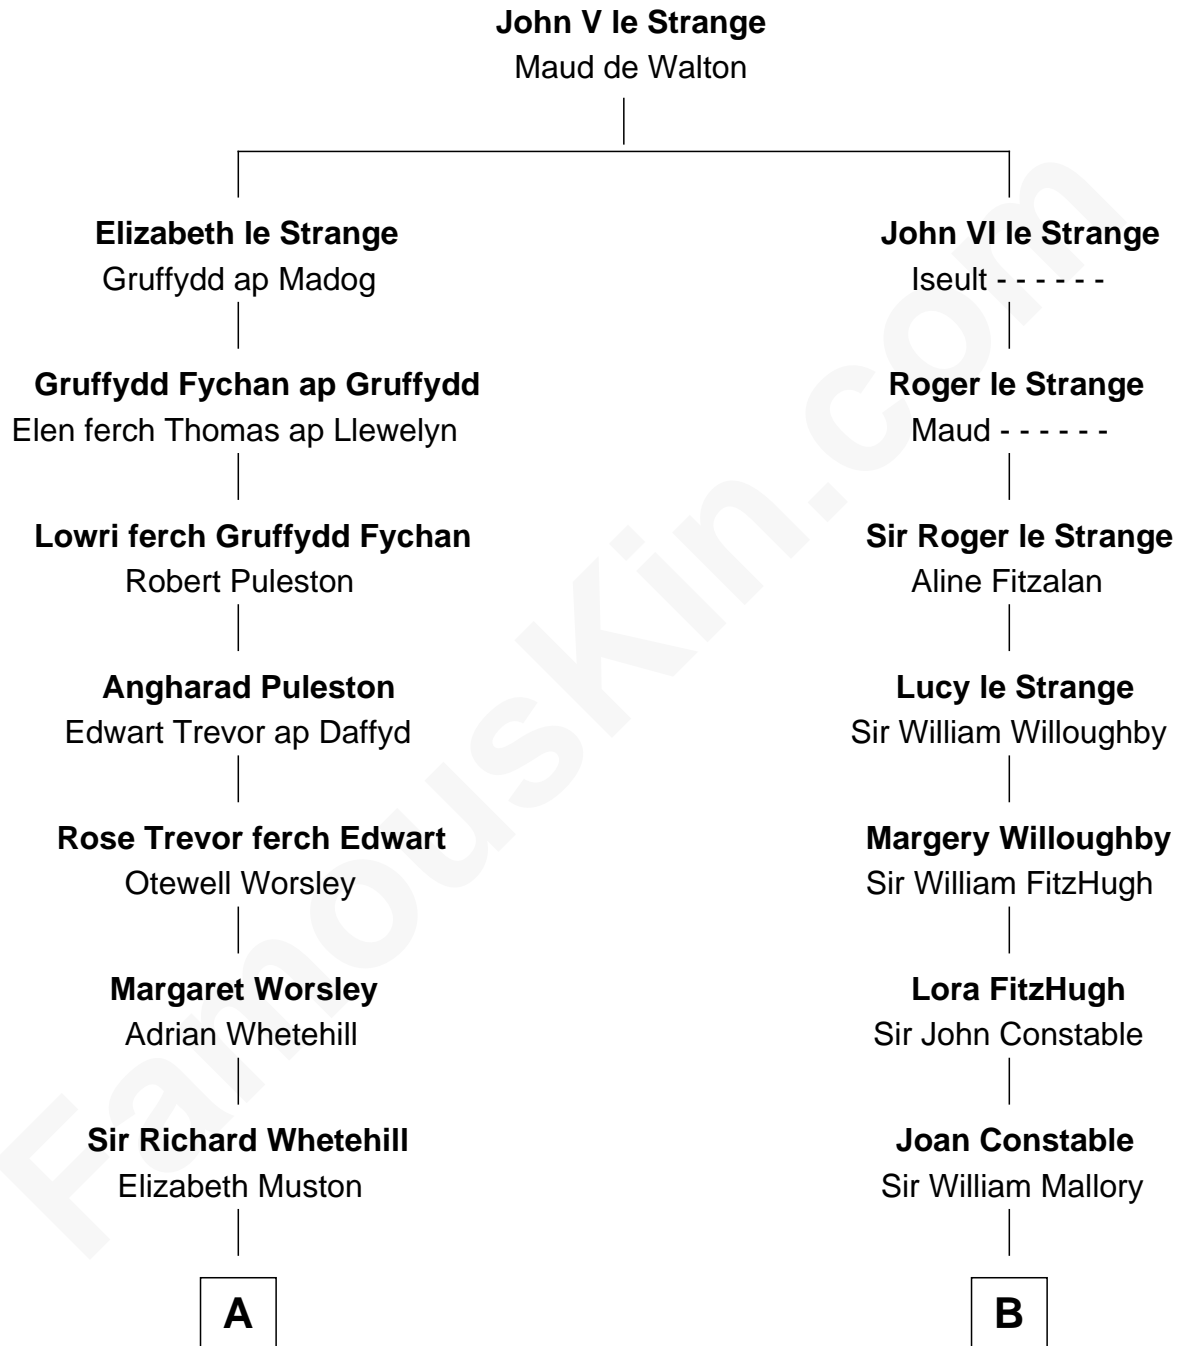 John V le Strange
Maud de Walton
Elizabeth le Strange
Gruffydd ap Madog
John VI le Strange
Iseult - - - - - -
Gruffydd Fychan ap Gruffydd
Elen ferch Thomas ap Llewelyn
Roger le Strange
Maud - - - - - -
Lowri ferch Gruffydd Fychan
Robert Puleston
Sir Roger le Strange
Aline Fitzalan
Angharad Puleston
Edwart Trevor ap Daffyd
Lucy le Strange
Sir William Willoughby
Rose Trevor ferch Edwart
Otewell Worsley
Margery Willoughby
Sir William FitzHugh
Margaret Worsley
Adrian Whetehill
Lora FitzHugh
Sir John Constable
Sir Richard Whetehill
Elizabeth Muston
Joan Constable
Sir William Mallory
A
B
FamousKin.com